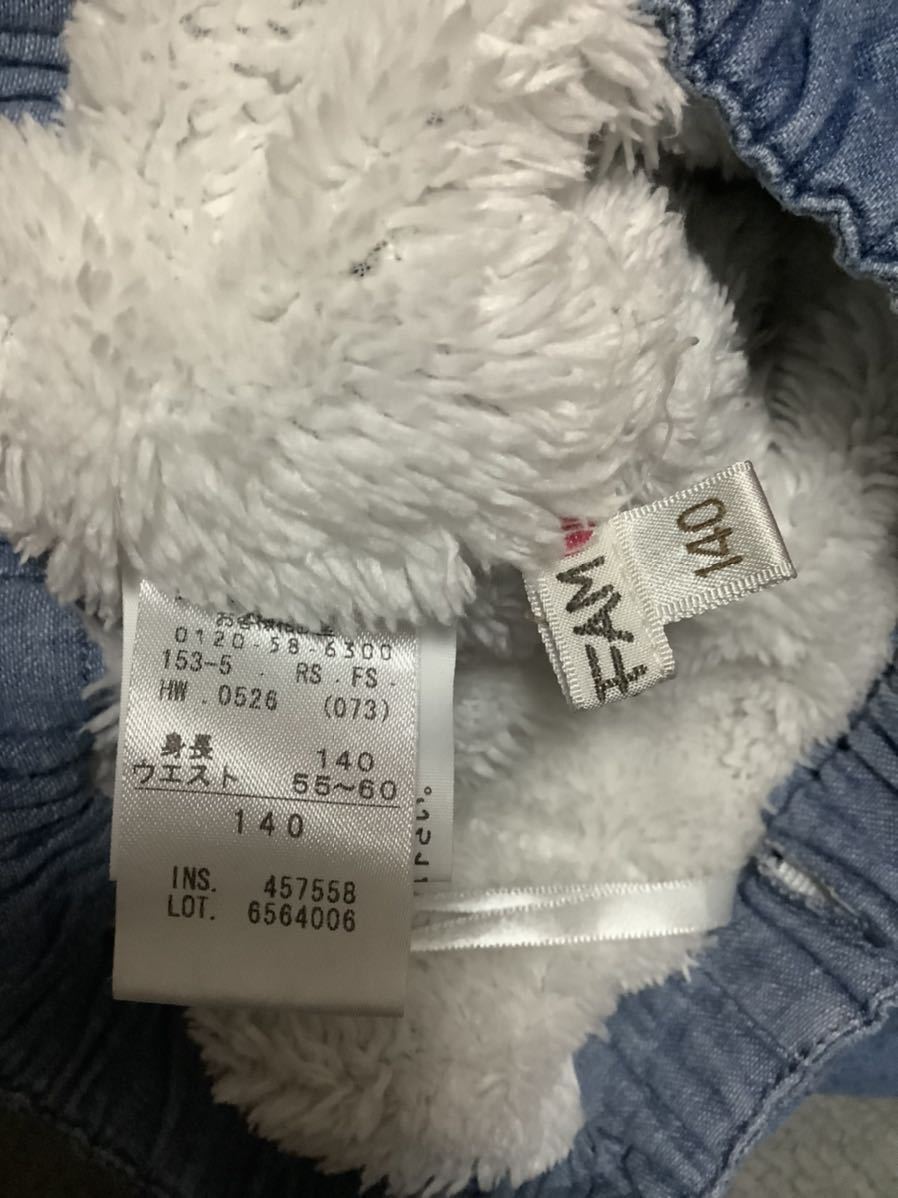 0120-58-6300
153-5 . RS . FS .
HW . 0526 (073)
身長 140
ウエスト 55〜60
140
INS. 457558
LOT. 6564006
FAM
140